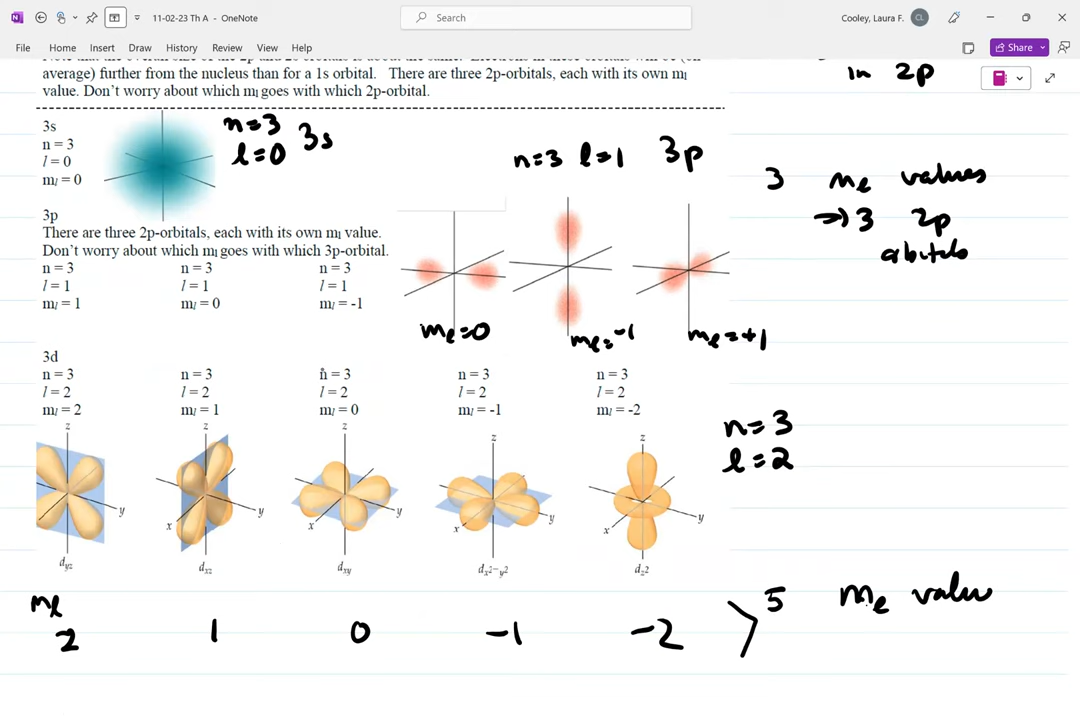 11-02-23 Th A - OneNote
Search
Cooley, Laura F.
CL
File Home Insert Draw History Review View Help
Share
average) further from the nucleus than for a 1s orbital. There are three 2p-orbitals, each with its own ml
value. Don't worry about which ml goes with which 2p-orbital.
in 2p
3s
n = 3
l = 0
ml = 0
n=3
l=0
3s
n=3 l=1 3p
3 ml values
=> 3 2p
orbitals
3p
There are three 2p-orbitals, each with its own ml value.
Don't worry about which ml goes with which 3p-orbital.
n = 3 n = 3 n = 3
l = 1 l = 1 l = 1
ml = 1 ml = 0 ml = -1
ml=0 ml=-1 ml=+1
3d
n = 3 n = 3 n = 3 n = 3 n = 3
l = 2 l = 2 l = 2 l = 2 l = 2
ml = 2 ml = 1 ml = 0 ml = -1 ml = -2
n=3
l=2
z z z z z
y y y y y
x x x x
dyz dxz dxy dx²-y² dz²
ml
2 1 0 -1 -2
> 5 ml values